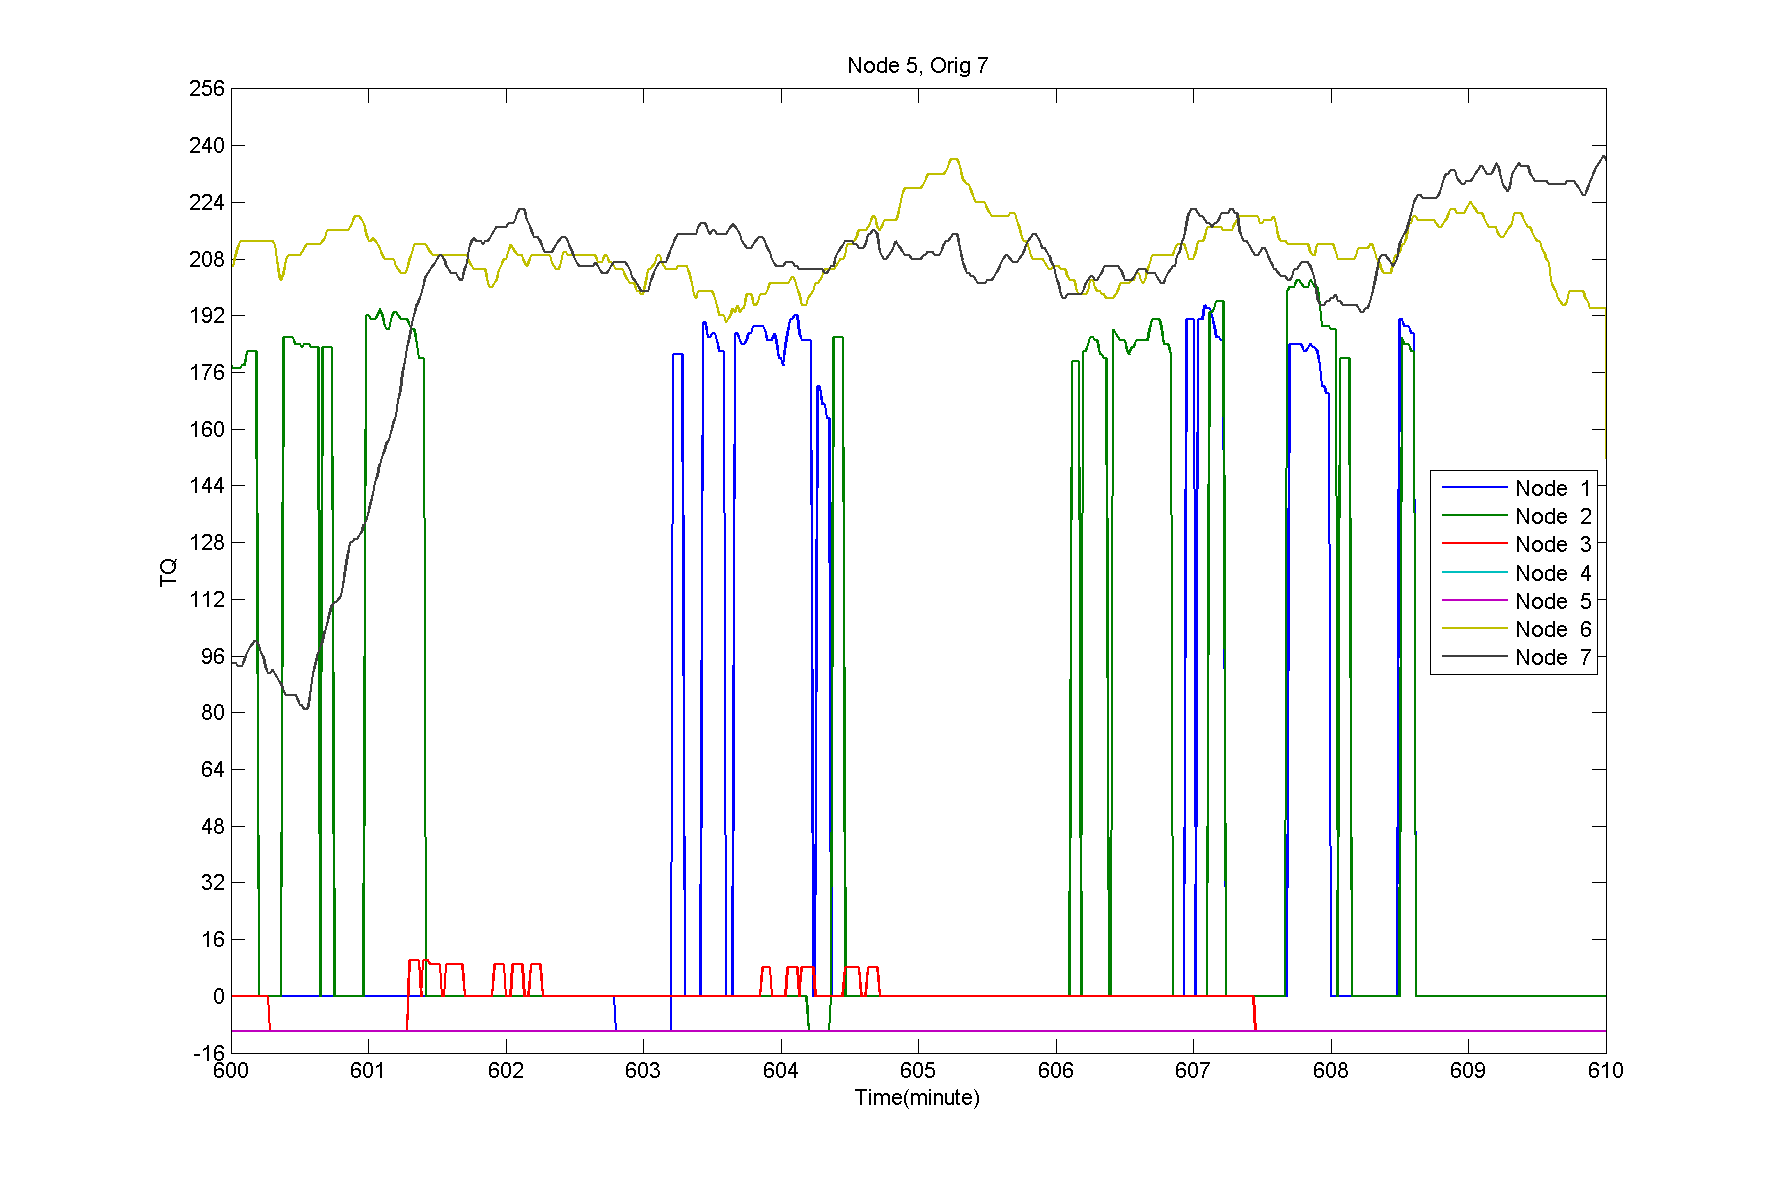 Node 5, Orig 7
256
240
224
208
192
176
160
144
128
112
96
80
64
48
32
16
0
-16
TQ
600 601 602 603 604 605 606 607 608 609 610
Time(minute)
Node 1
Node 2
Node 3
Node 4
Node 5
Node 6
Node 7